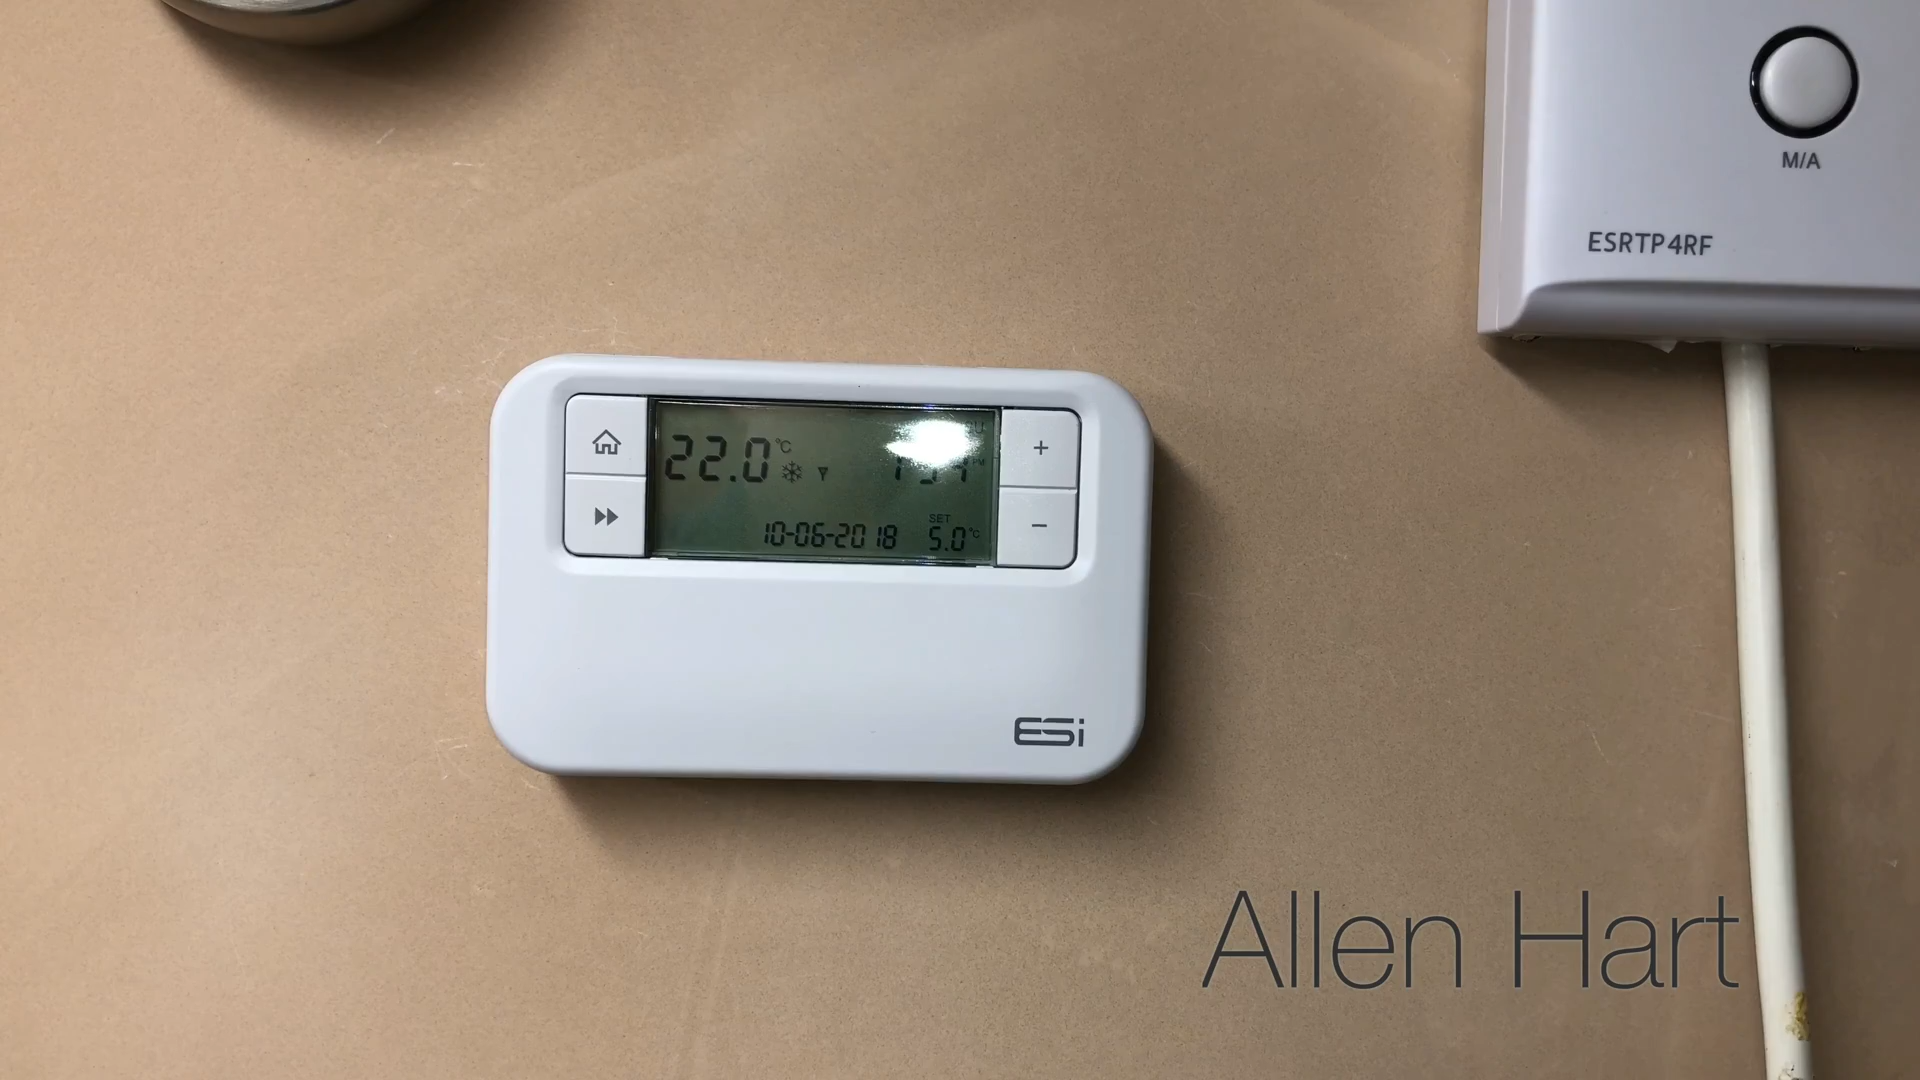 M/A
ESRTP4RF
22.0 °C
10-06-2018
SET
5.0 °C
+
−
ESi
Allen Hart